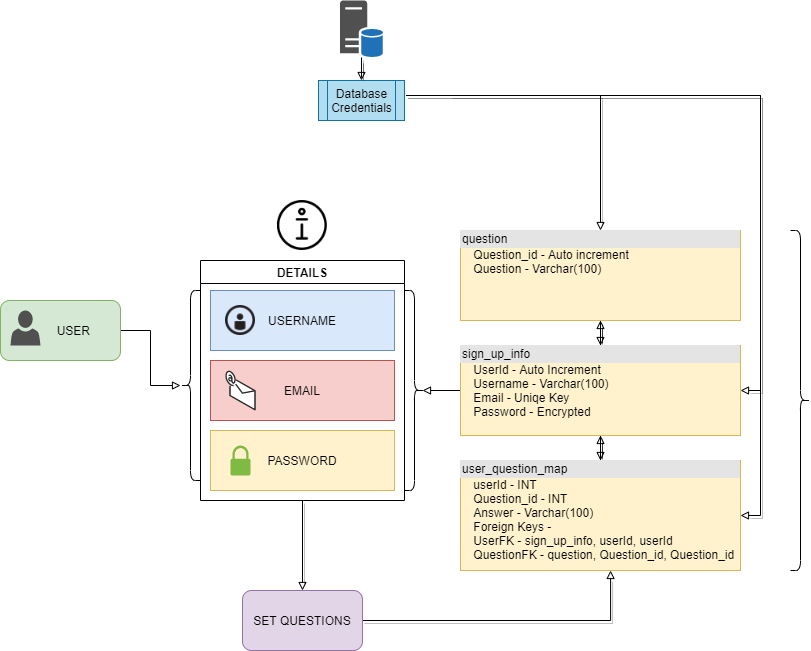 Database
Credentials
question
Question_id - Auto increment
Question - Varchar(100)
DETAILS
USERNAME
USER
sign_up_info
UserId - Auto Increment
Username - Varchar(100)
Email - Uniqe Key
Password - Encrypted
EMAIL
PASSWORD
user_question_map
userId - INT
Question_id - INT
Answer - Varchar(100)
Foreign Keys -
UserFK - sign_up_info, userId, userId
QuestionFK - question, Question_id, Question_id
SET QUESTIONS